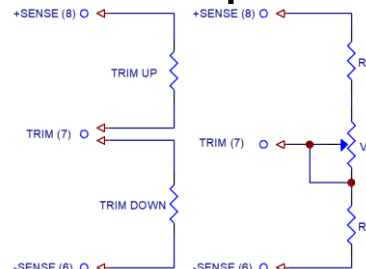 +SENSE (8)
+SENSE (8)
TRIM UP
R
TRIM (7)
TRIM (7)
V
TRIM DOWN
R
-SENSE (6)
-SENSE (6)